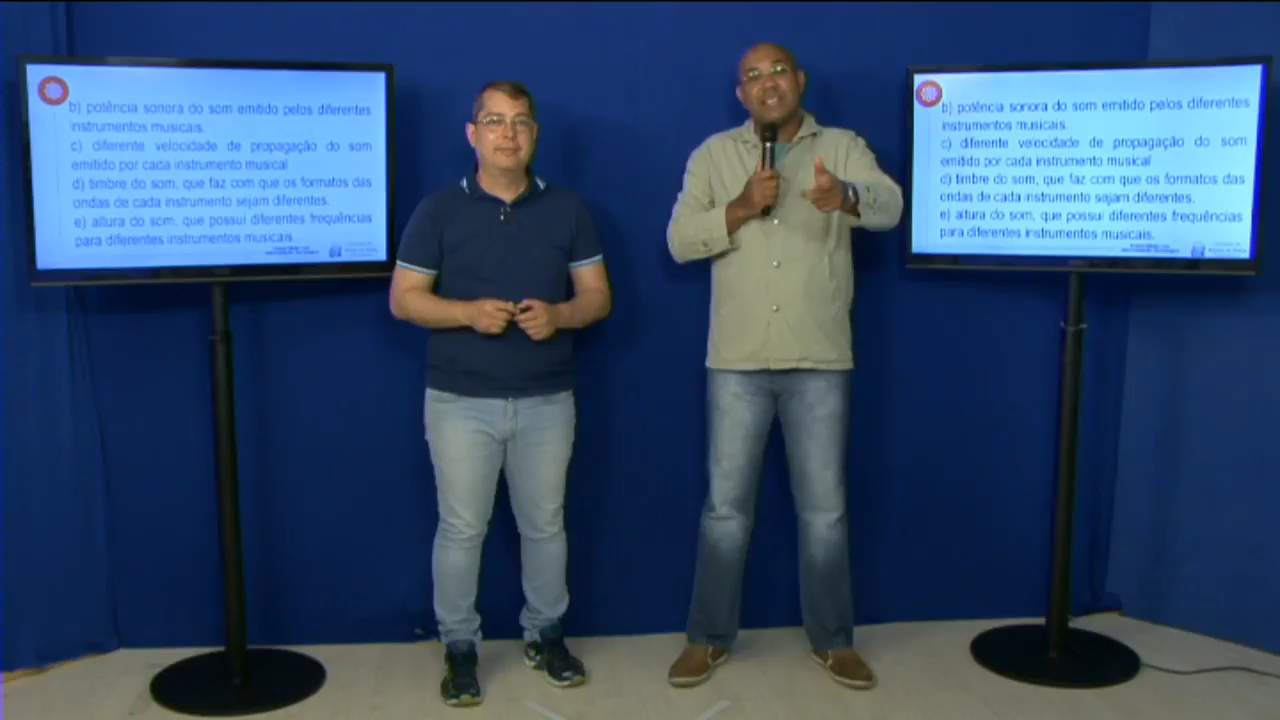 b) potência sonora do som emitido pelos diferentes
instrumentos musicais.
c) diferente velocidade de propagação do som
emitido por cada instrumento musical
d) timbre do som, que faz com que os formatos das
ondas de cada instrumento sejam diferentes.
e) altura do som, que possui diferentes frequências
para diferentes instrumentos musicais.
b) potência sonora do som emitido pelos diferentes
instrumentos musicais.
c) diferente velocidade de propagação do som
emitido por cada instrumento musical
d) timbre do som, que faz com que os formatos das
ondas de cada instrumento sejam diferentes.
e) altura do som, que possui diferentes frequências
para diferentes instrumentos musicais.